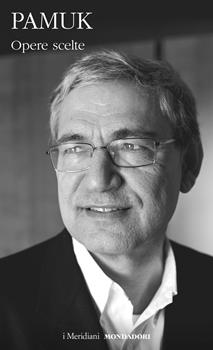 PAMUK
Opere scelte
i Meridiani MONDADORI